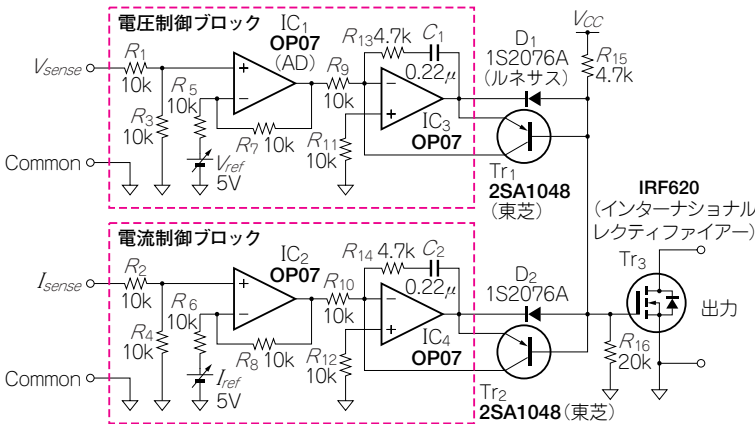 電圧制御ブロック
IC1
OP07
(AD)
R1
10k
Vsense
R3
10k
Common
R5
10k
R7 10k
Vref
5V
R9
10k
R11
10k
R13 4.7k
C1
0.22μ
IC3
OP07
D1
1S2076A
(ルネサス)
VCC
R15
4.7k
Tr1
2SA1048
(東芝)
電流制御ブロック
IC2
OP07
R2
10k
Isense
R4
10k
Common
R6
10k
R8 10k
Iref
5V
R10
10k
R12
10k
R14 4.7k
C2
0.22μ
IC4
OP07
D2
1S2076A
Tr2
2SA1048(東芝)
IRF620
(インターナショナル
レクティファイアー)
Tr3
出力
R16
20k